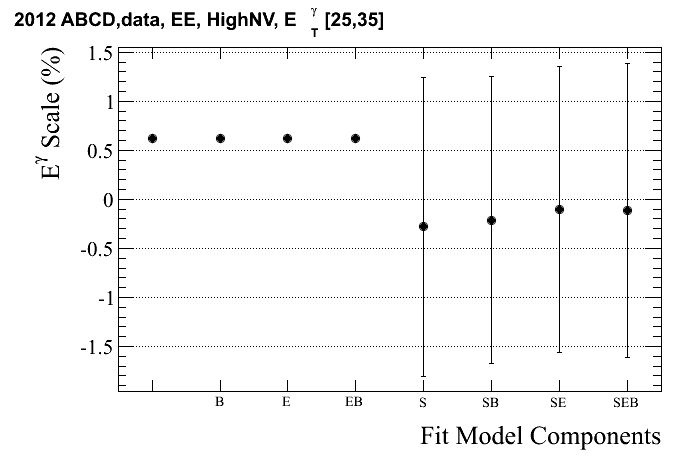 2012 ABCD,data, EE, HighNV, E γ T [25,35]
E γ Scale (%)
1.5
1
0.5
0
-0.5
-1
-1.5
B E EB S SB SE SEB
Fit Model Components